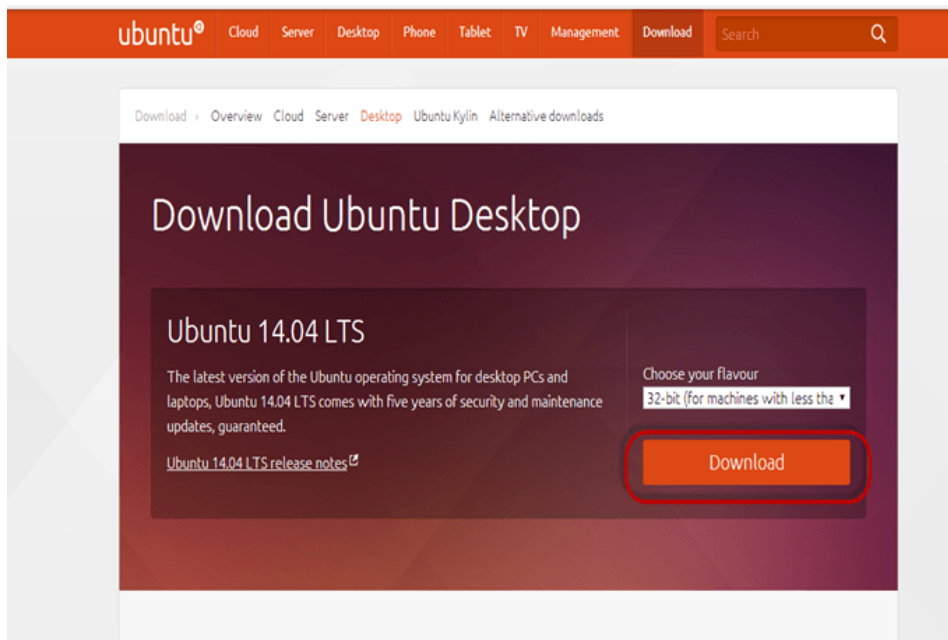 ubuntu Cloud Server Desktop Phone Tablet TV Management Download Search
Download › Overview Cloud Server Desktop Ubuntu Kylin Alternative downloads
Download Ubuntu Desktop
Ubuntu 14.04 LTS
The latest version of the Ubuntu operating system for desktop PCs and
laptops, Ubuntu 14.04 LTS comes with five years of security and maintenance
updates, guaranteed.
Ubuntu 14.04 LTS release notes
Choose your flavour
32-bit (for machines with less tha
Download